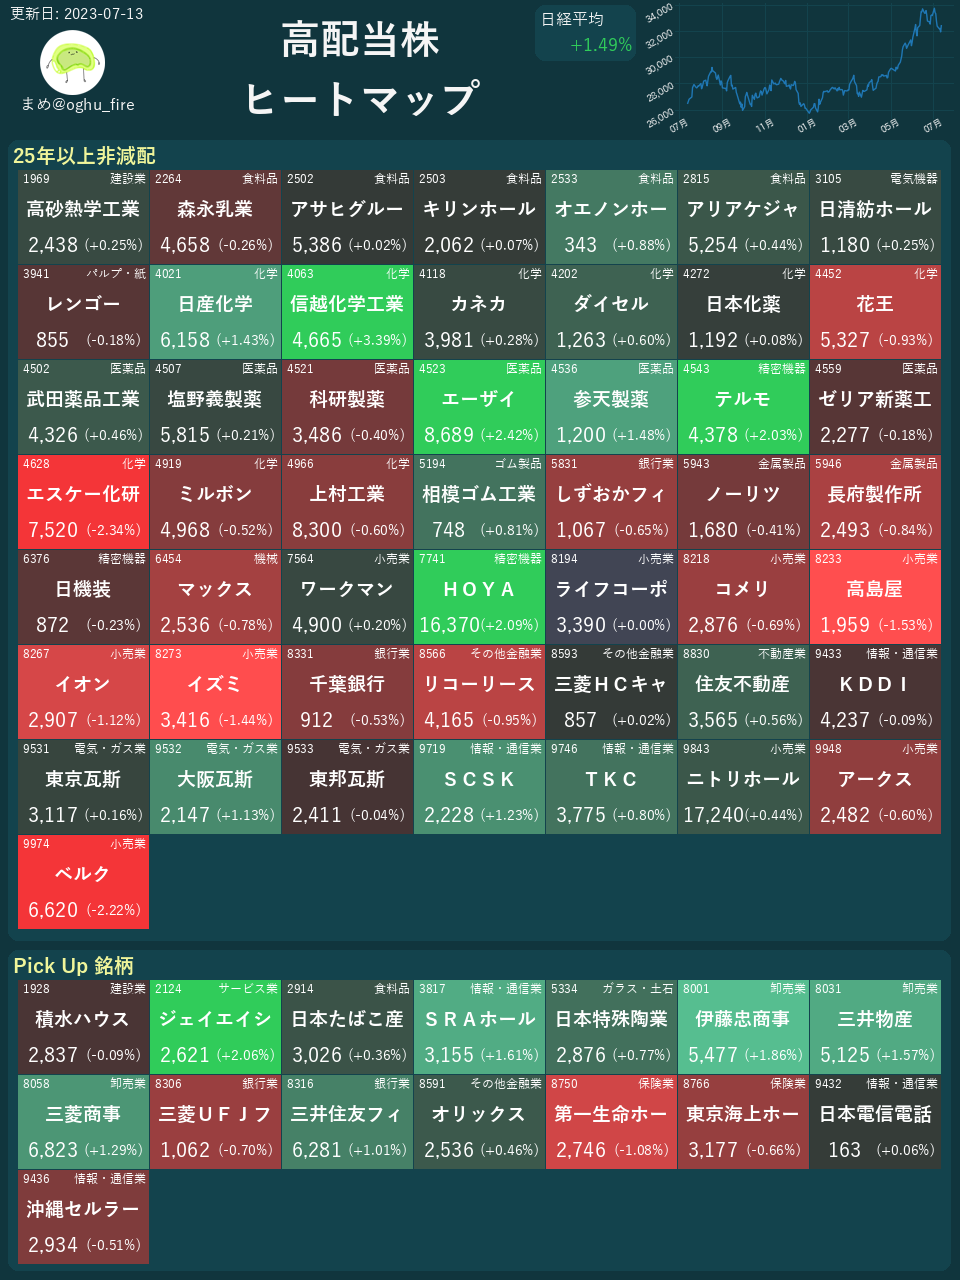 更新日: 2023-07-13
まめ@oghu_fire
高配当株
ヒートマップ
日経平均
+1.49%
34,000
32,000
30,000
28,000
26,000
07月 09月 11月 01月 03月 05月 07月
25年以上非減配
1969 建設業 2264 食料品 2502 食料品 2503 食料品 2533 食料品 2815 食料品 3105 電気機器
高砂熱学工業 森永乳業 アサヒグルー キリンホール オエノンホー アリアケジャ 日清紡ホール
2,438 (+0.25%) 4,658 (-0.26%) 5,386 (+0.02%) 2,062 (+0.07%) 343 (+0.88%) 5,254 (+0.44%) 1,180 (+0.25%)
3941 パルプ・紙 4021 化学 4063 化学 4118 化学 4202 化学 4272 化学 4452 化学
レンゴー 日産化学 信越化学工業 カネカ ダイセル 日本化薬 花王
855 (-0.18%) 6,158 (+1.43%) 4,665 (+3.39%) 3,981 (+0.28%) 1,263 (+0.60%) 1,192 (+0.08%) 5,327 (-0.93%)
4502 医薬品 4507 医薬品 4521 医薬品 4523 医薬品 4536 医薬品 4543 精密機器 4559 医薬品
武田薬品工業 塩野義製薬 科研製薬 エーザイ 参天製薬 テルモ ゼリア新薬工
4,326 (+0.46%) 5,815 (+0.21%) 3,486 (-0.40%) 8,689 (+2.42%) 1,200 (+1.48%) 4,378 (+2.03%) 2,277 (-0.18%)
4628 化学 4919 化学 4966 化学 5194 ゴム製品 5831 銀行業 5943 金属製品 5946 金属製品
エスケー化研 ミルボン 上村工業 相模ゴム工業 しずおかフィ ノーリツ 長府製作所
7,520 (-2.34%) 4,968 (-0.52%) 8,300 (-0.60%) 748 (+0.81%) 1,067 (-0.65%) 1,680 (-0.41%) 2,493 (-0.84%)
6376 精密機器 6454 機械 7564 小売業 7741 精密機器 8194 小売業 8218 小売業 8233 小売業
日機装 マックス ワークマン ＨＯＹＡ ライフコーポ コメリ 高島屋
872 (-0.23%) 2,536 (-0.78%) 4,900 (+0.20%) 16,370(+2.09%) 3,390 (+0.00%) 2,876 (-0.69%) 1,959 (-1.53%)
8267 小売業 8273 小売業 8331 銀行業 8566 その他金融業 8593 その他金融業 8830 不動産業 9433 情報・通信業
イオン イズミ 千葉銀行 リコーリース 三菱ＨＣキャ 住友不動産 ＫＤＤＩ
2,907 (-1.12%) 3,416 (-1.44%) 912 (-0.53%) 4,165 (-0.95%) 857 (+0.02%) 3,565 (+0.56%) 4,237 (-0.09%)
9531 電気・ガス業 9532 電気・ガス業 9533 電気・ガス業 9719 情報・通信業 9746 情報・通信業 9843 小売業 9948 小売業
東京瓦斯 大阪瓦斯 東邦瓦斯 ＳＣＳＫ ＴＫＣ ニトリホール アークス
3,117 (+0.16%) 2,147 (+1.13%) 2,411 (-0.04%) 2,228 (+1.23%) 3,775 (+0.80%) 17,240(+0.44%) 2,482 (-0.60%)
9974 小売業
ベルク
6,620 (-2.22%)
Pick Up 銘柄
1928 建設業 2124 サービス業 2914 食料品 3817 情報・通信業 5334 ガラス・土石 8001 卸売業 8031 卸売業
積水ハウス ジェイエイシ 日本たばこ産 ＳＲＡホール 日本特殊陶業 伊藤忠商事 三井物産
2,837 (-0.09%) 2,621 (+2.06%) 3,026 (+0.36%) 3,155 (+1.61%) 2,876 (+0.77%) 5,477 (+1.86%) 5,125 (+1.57%)
8058 卸売業 8306 銀行業 8316 銀行業 8591 その他金融業 8750 保険業 8766 保険業 9432 情報・通信業
三菱商事 三菱ＵＦＪフ 三井住友フィ オリックス 第一生命ホー 東京海上ホー 日本電信電話
6,823 (+1.29%) 1,062 (-0.70%) 6,281 (+1.01%) 2,536 (+0.46%) 2,746 (-1.08%) 3,177 (-0.66%) 163 (+0.06%)
9436 情報・通信業
沖縄セルラー
2,934 (-0.51%)